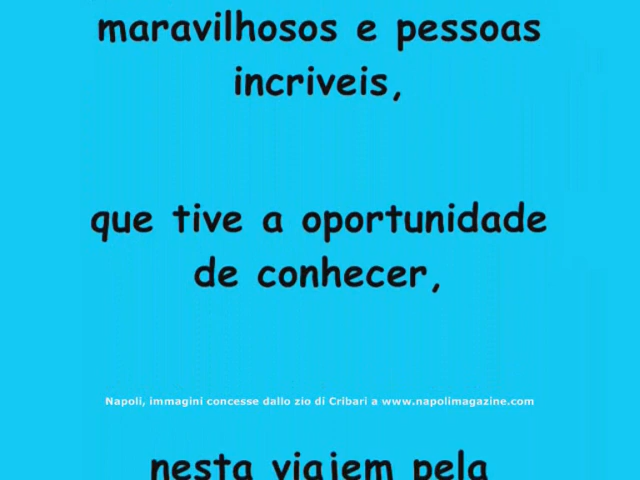 maravilhosos e pessoas
incriveis,
que tive a oportunidade
de conhecer,
Napoli, immagini concesse dallo zio di Cribari a www.napolimagazine.com
nesta viajem pela